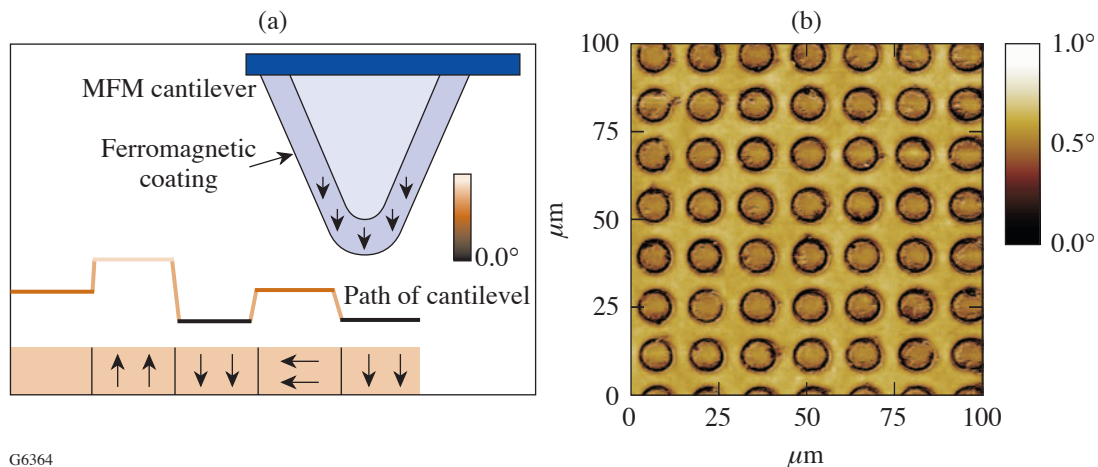 (a)
MFM cantilever
Ferromagnetic
coating
0.0°
Path of cantilevel
(b)
100
75
50
25
0
μm
0
25
50
75
100
μm
1.0°
0.5°
0.0°
G6364